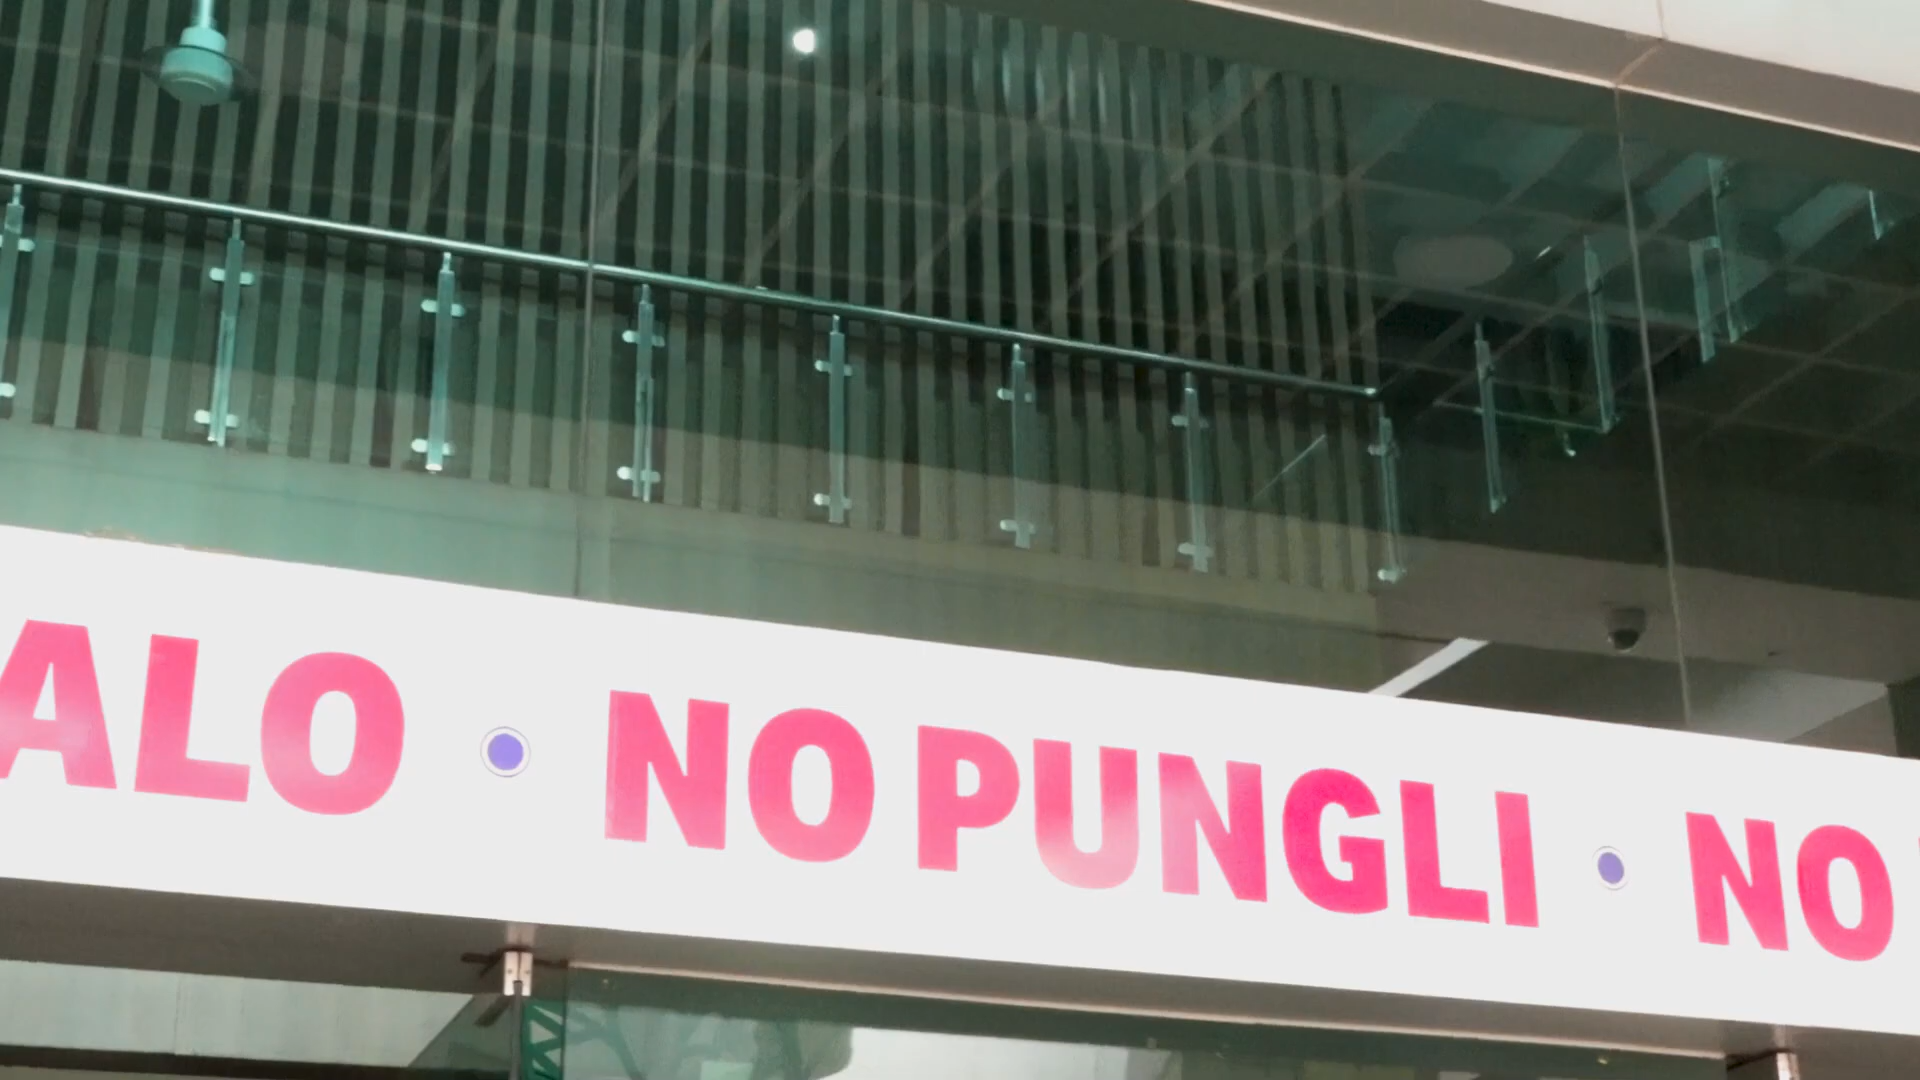 ALO • NO PUNGLI • NO